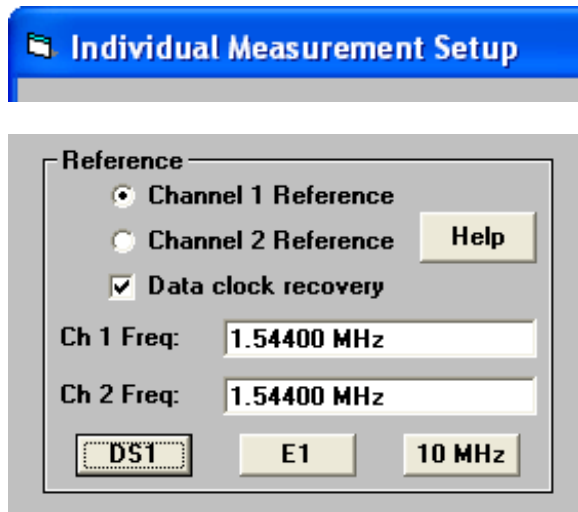 Individual Measurement Setup
Reference
Channel 1 Reference
Channel 2 Reference
Help
Data clock recovery
Ch 1 Freq: 1.54400 MHz
Ch 2 Freq: 1.54400 MHz
DS1 E1 10 MHz